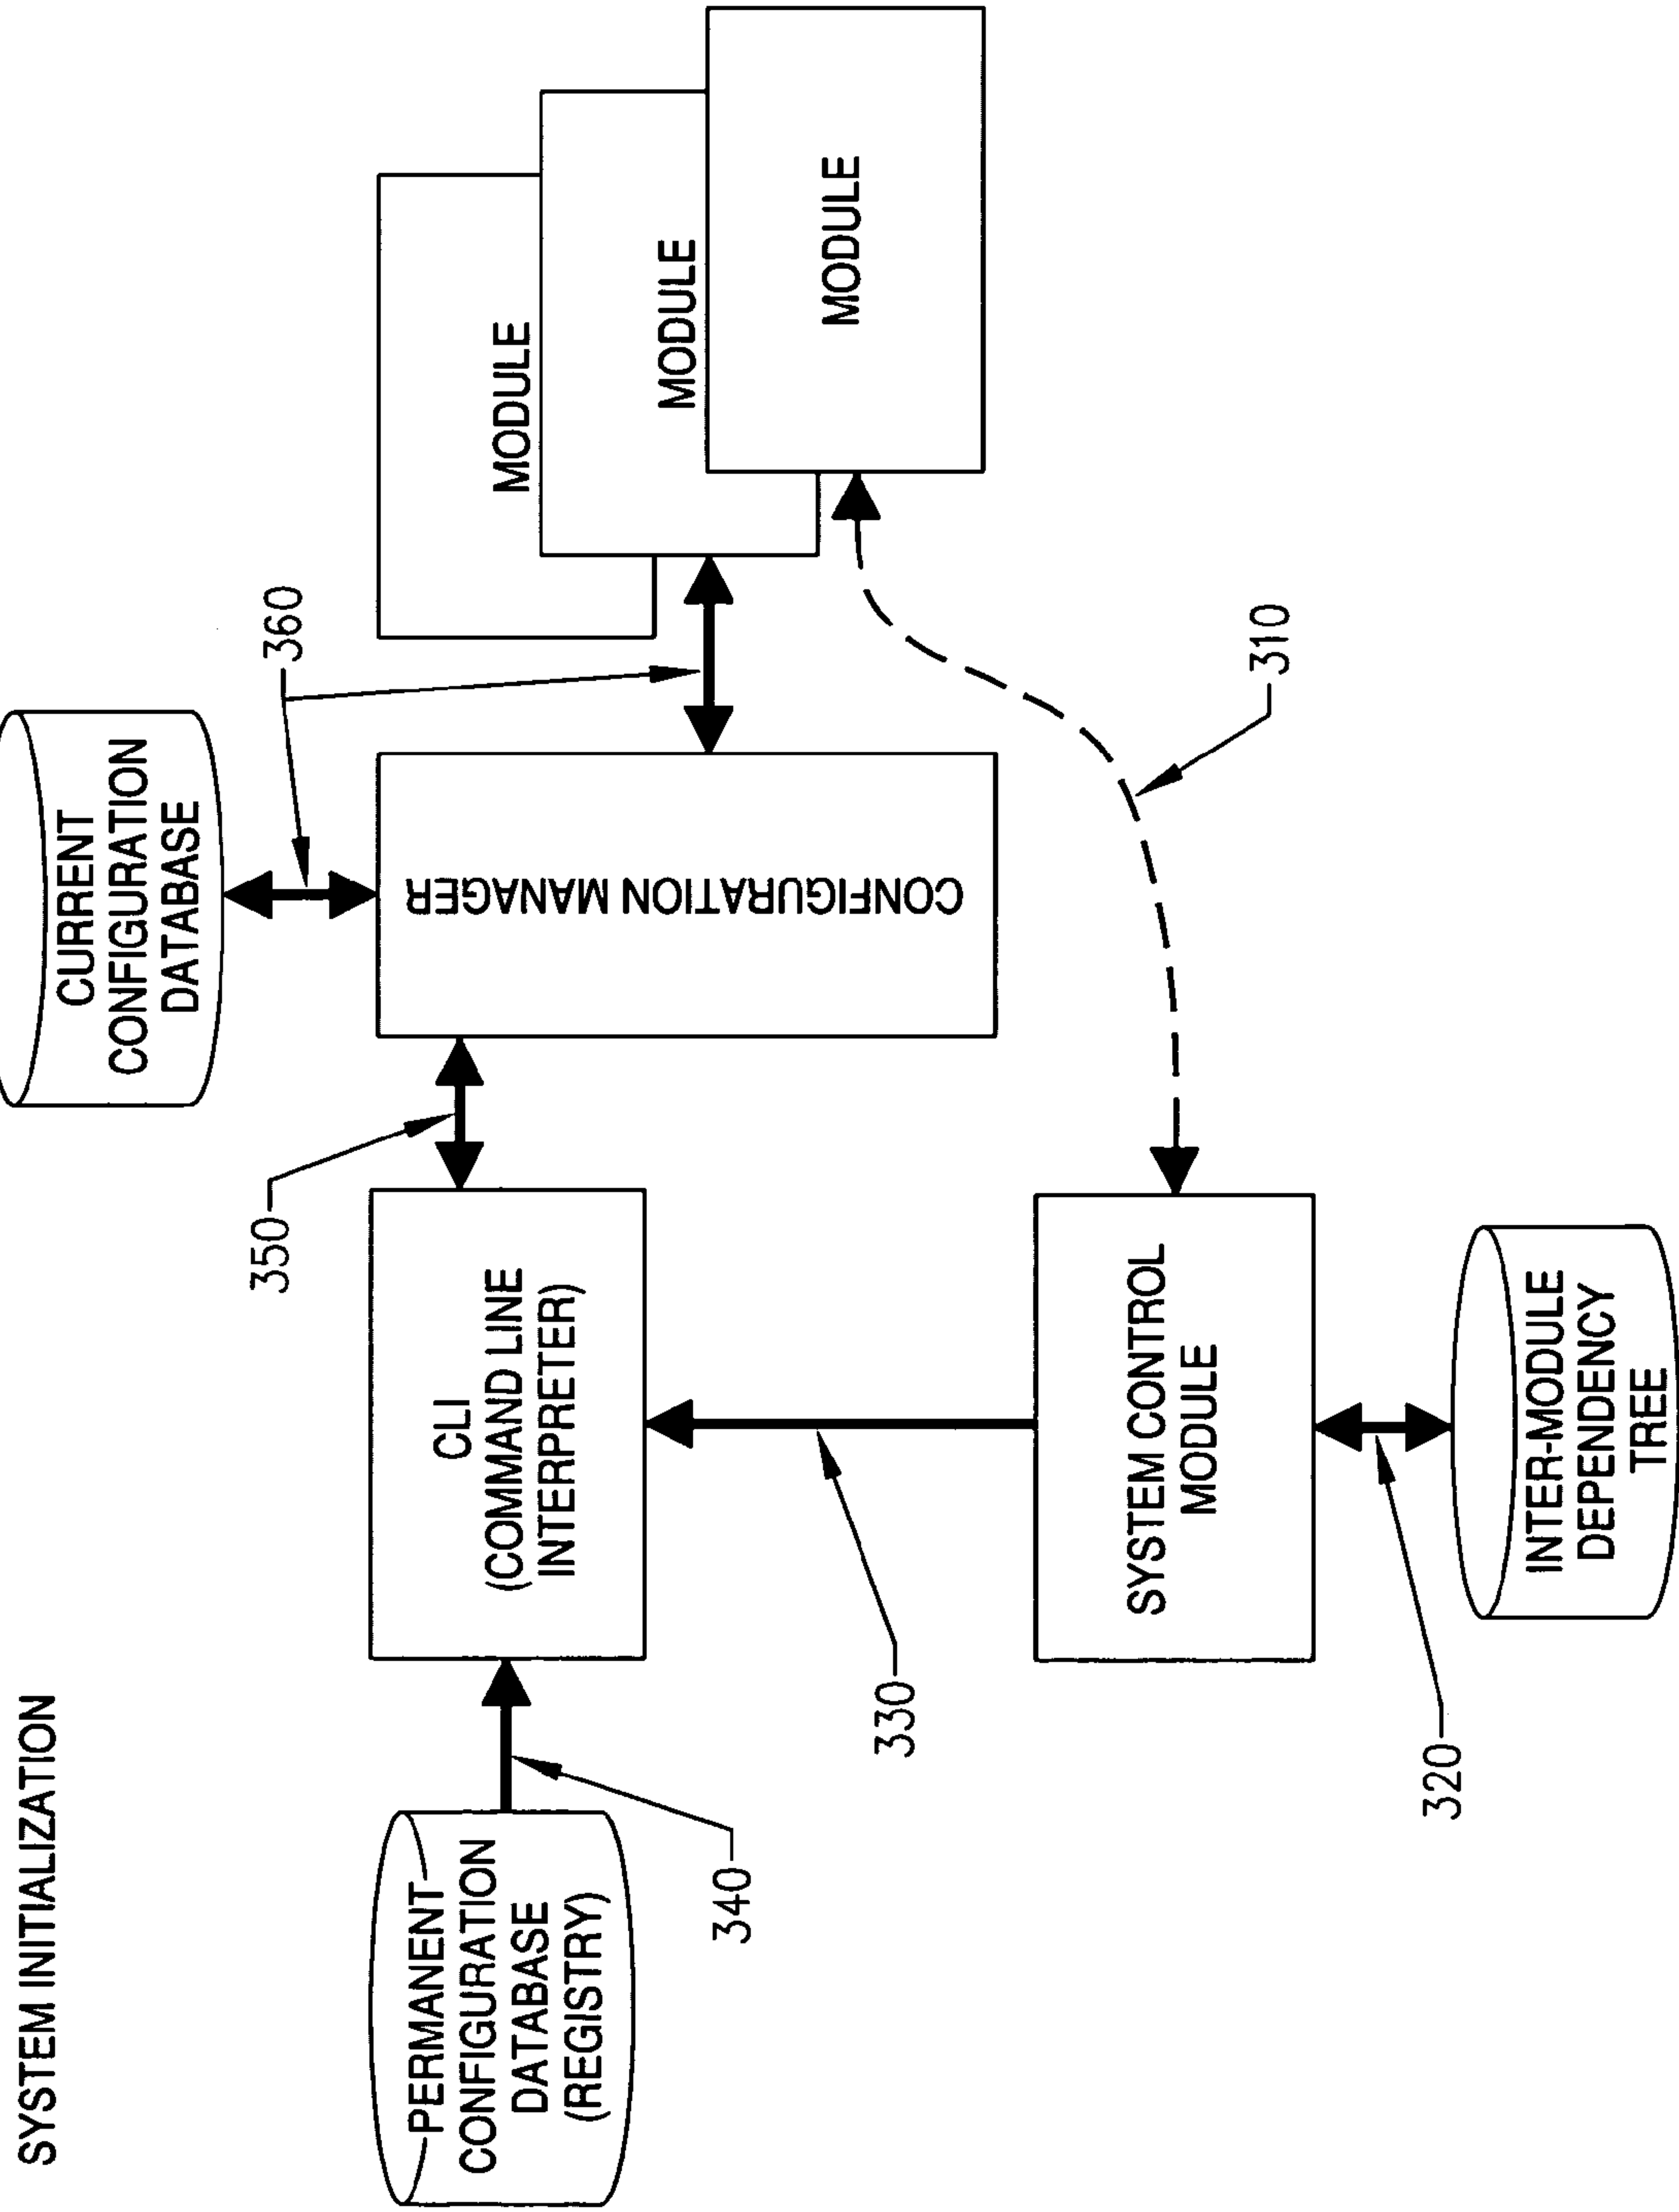 SYSTEM INITIALIZATION
CURRENT
CONFIGURATION
DATABASE
360
350
PERMANENT
CONFIGURATION
DATABASE
(REGISTRY)
340
CLI
(COMMAND LINE
INTERPRETER)
CONFIGURATION MANAGER
MODULE
MODULE
MODULE
330
310
SYSTEM CONTROL
MODULE
320
INTER-MODULE
DEPENDENCY
TREE